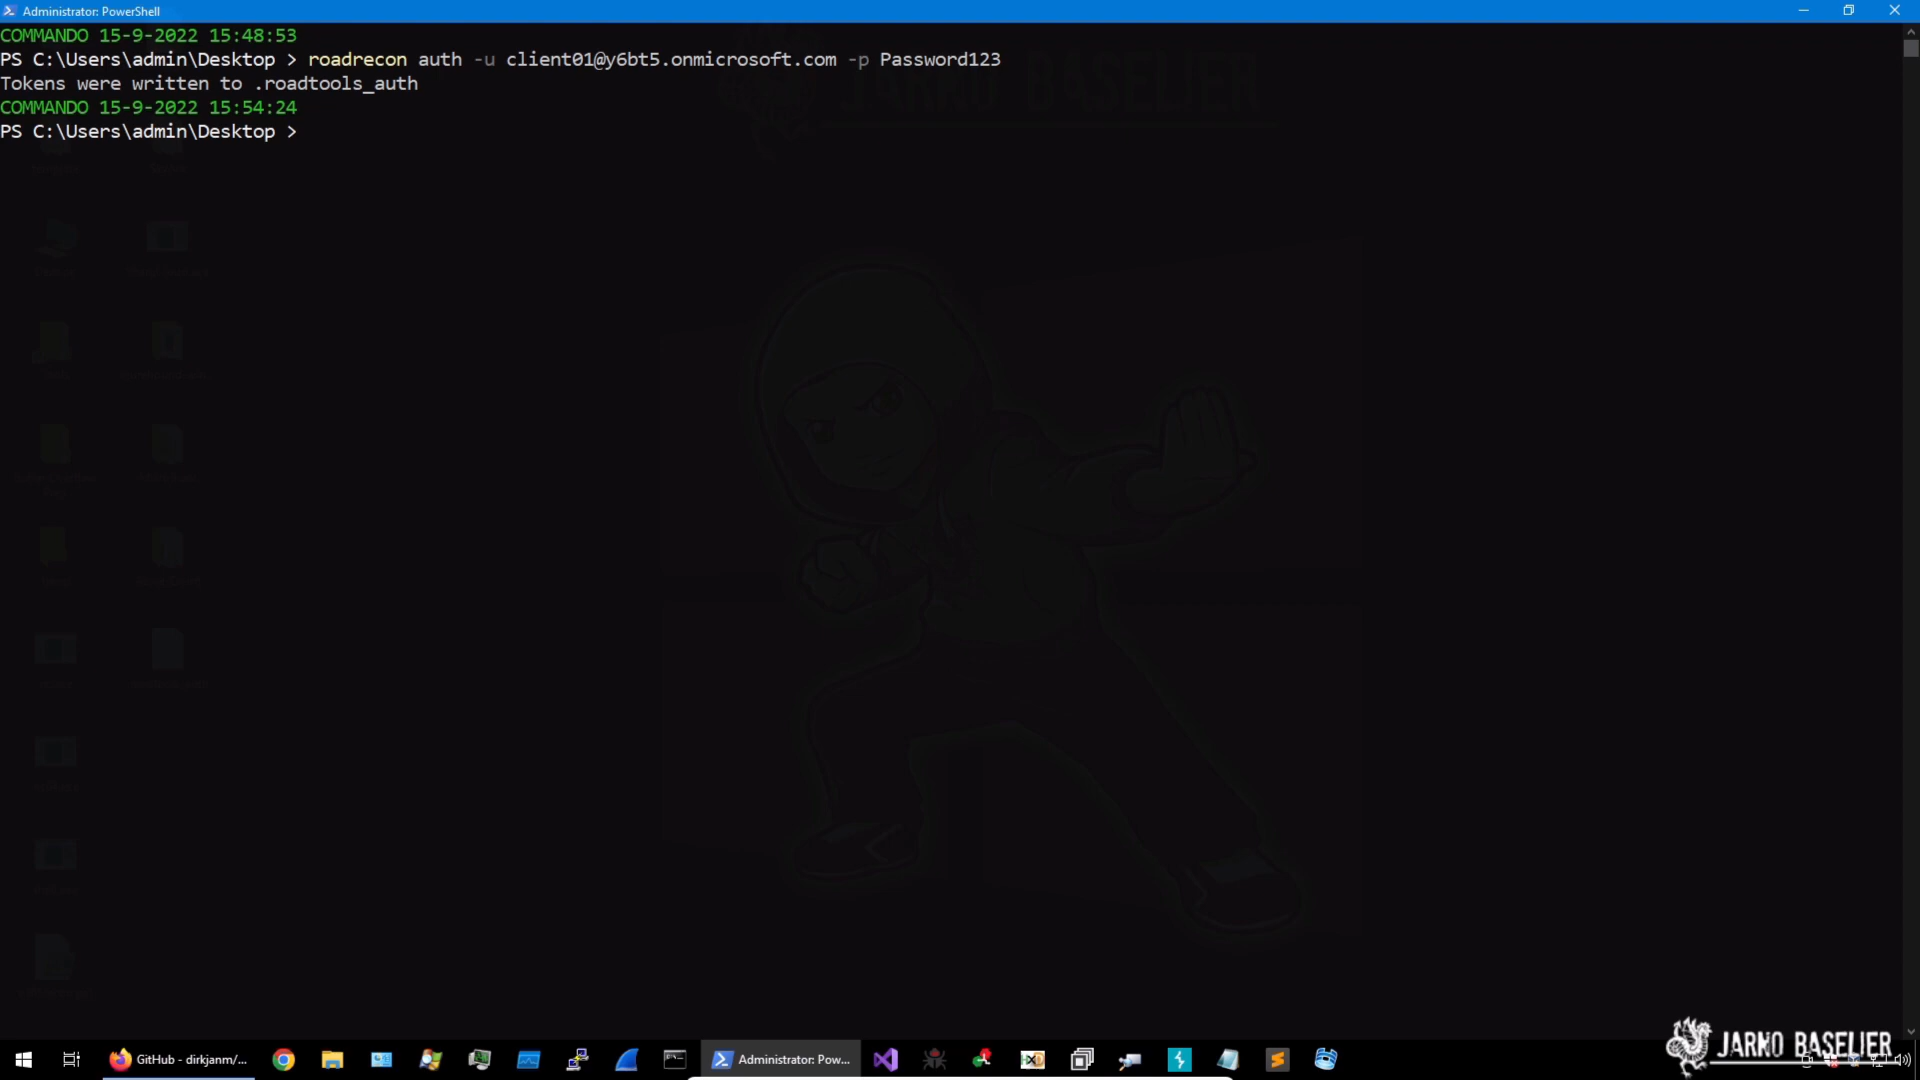 Administrator: PowerShell
COMMANDO 15-9-2022 15:48:53
PS C:\Users\admin\Desktop > roadrecon auth -u client01@y6bt5.onmicrosoft.com -p Password123
Tokens were written to .roadtools_auth
COMMANDO 15-9-2022 15:54:24
PS C:\Users\admin\Desktop >
JARNO BASELIER
GitHub - dirkjanm/...
Administrator: Pow...
JARNO BASELIER